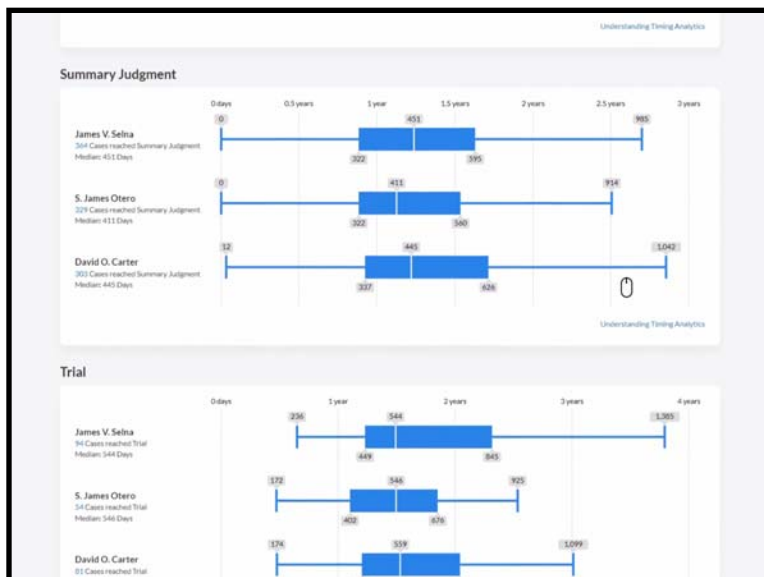 Understanding Timing Analytics
Summary Judgment
0 days 0.5 years 1 year 1.5 years 2 years 2.5 years 3 years
0 451 985
James V. Selna
364 Cases reached Summary Judgment
Median: 451 Days
322 595
0 411 914
S. James Otero
329 Cases reached Summary Judgment
Median: 411 Days
322 560
12 445 1,042
David O. Carter
303 Cases reached Summary Judgment
Median: 445 Days
337 626
Understanding Timing Analytics
Trial
0 days 1 year 2 years 3 years 4 years
236 544 1,385
James V. Selna
94 Cases reached Trial
Median: 544 Days
449 845
172 546 925
S. James Otero
54 Cases reached Trial
Median: 546 Days
402 676
174 559 1,099
David O. Carter
81 Cases reached Trial